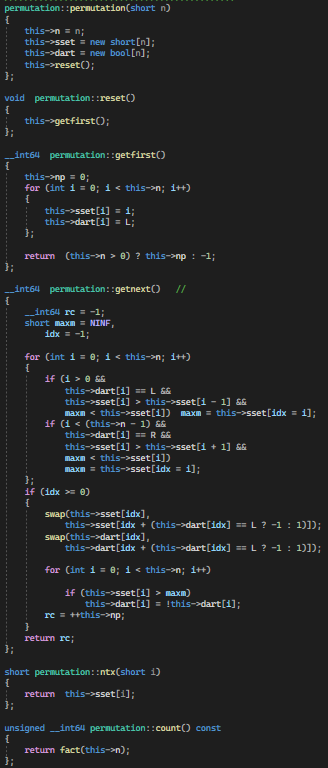 permutation::permutation(short n)
{
    this->n = n;
    this->sset = new short[n];
    this->dart = new bool[n];
    this->reset();
};
void  permutation::reset()
{
    this->getfirst();
};
__int64  permutation::getfirst()
{
    this->np = 0;
    for (int i = 0; i < this->n; i++)
    {
        this->sset[i] = i;
        this->dart[i] = L;
    };
    return  (this->n > 0) ? this->np : -1;
};
__int64  permutation::getnext()   //
{
    __int64 rc = -1;
    short maxm = NINF,
        idx = -1;
    for (int i = 0; i < this->n; i++)
    {
        if (i > 0 &&
            this->dart[i] == L &&
            this->sset[i] > this->sset[i - 1] &&
            maxm < this->sset[i])  maxm = this->sset[idx = i];
        if (i < (this->n - 1) &&
            this->dart[i] == R &&
            this->sset[i] > this->sset[i + 1] &&
            maxm < this->sset[i])
            maxm = this->sset[idx = i];
    };
    if (idx >= 0)
    {
        swap(this->sset[idx],
            this->sset[idx + (this->dart[idx] == L ? -1 : 1)]);
        swap(this->dart[idx],
            this->dart[idx + (this->dart[idx] == L ? -1 : 1)]);
        for (int i = 0; i < this->n; i++)
            if (this->sset[i] > maxm)
                this->dart[i] = !this->dart[i];
        rc = ++this->np;
    }
    return rc;
};
short permutation::ntx(short i)
{
    return  this->sset[i];
};
unsigned __int64 permutation::count() const
{
    return fact(this->n);
};